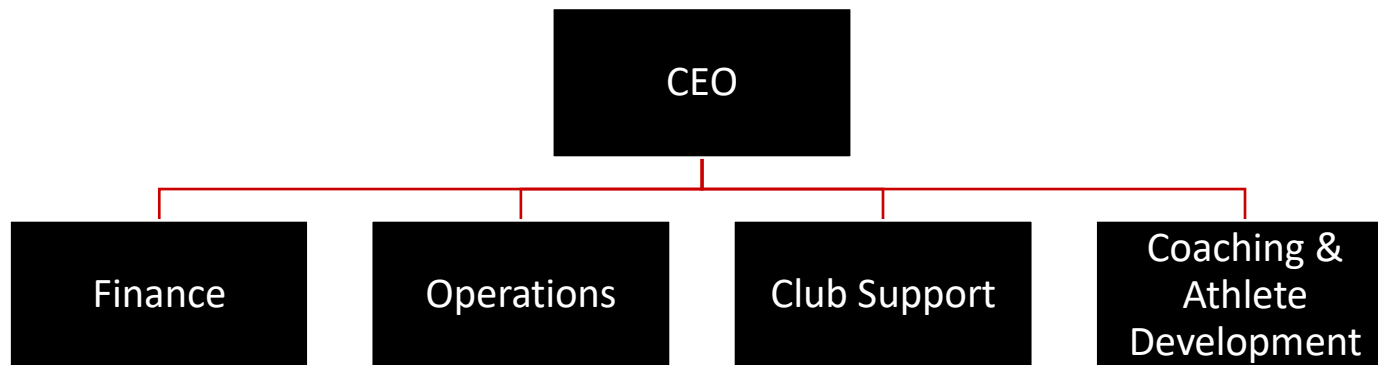 CEO
Finance
Operations
Club Support
Coaching &
Athlete
Development